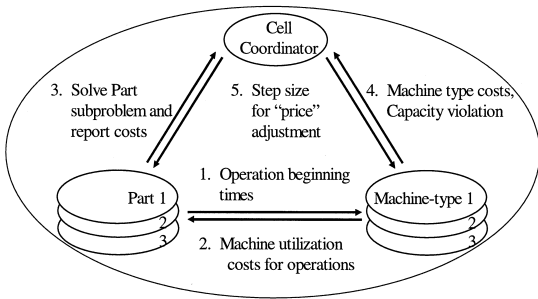 Cell
Coordinator
3. Solve Part
subproblem and
report costs
5. Step size
for “price”
adjustment
4. Machine type costs,
Capacity violation
1. Operation beginning
times
Part 1
2
3
Machine-type 1
2
3
2. Machine utilization
costs for operations